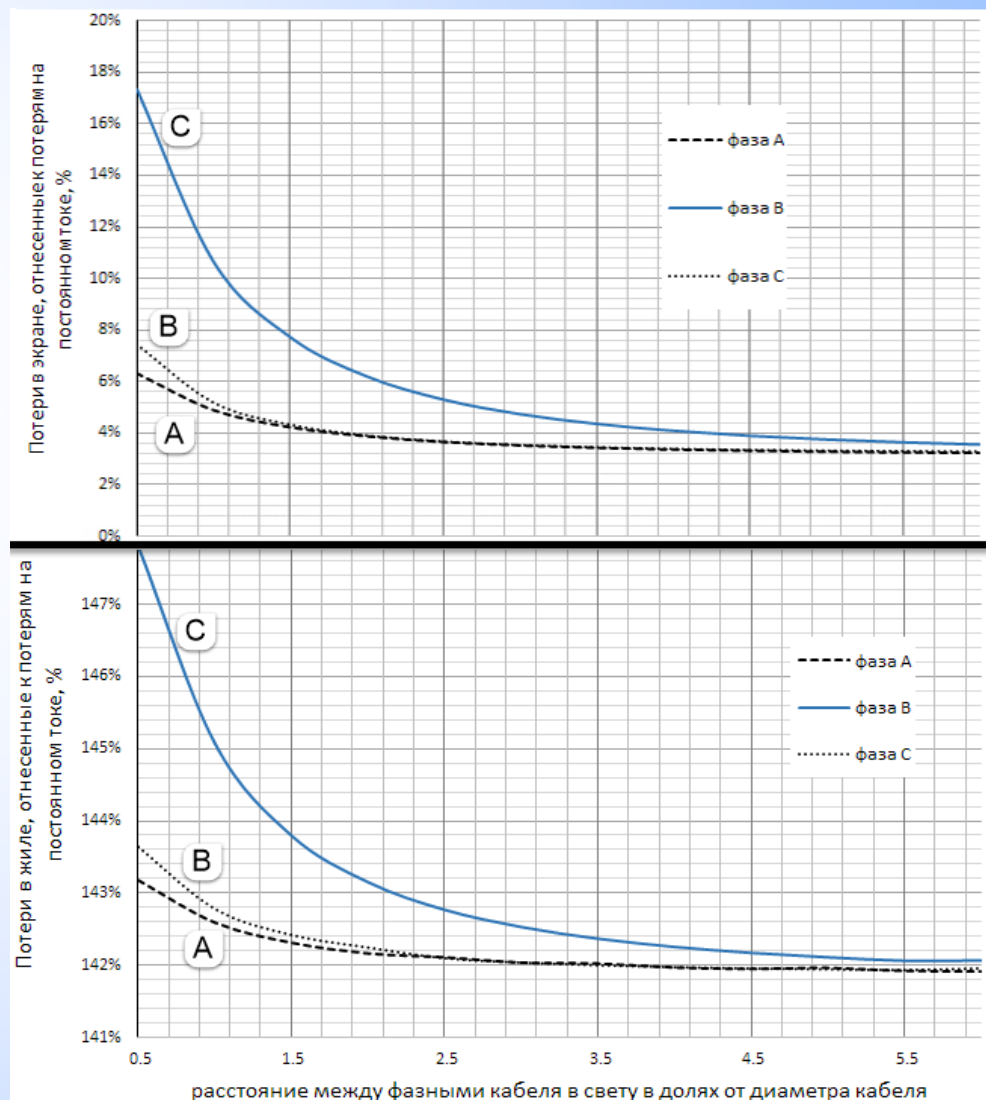 Потери в экране, отнесенные к потерям на
постоянном токе, %
20%
18%
16%
14%
12%
10%
8%
6%
4%
2%
0%
C
B
A
фаза A
фаза B
фаза C
Потери в жиле, отнесенные к потерям на
постоянном токе, %
147%
146%
145%
144%
143%
142%
141%
C
B
A
фаза A
фаза B
фаза C
0.5 1.5 2.5 3.5 4.5 5.5
расстояние между фазными кабеля в свету в долях от диаметра кабеля